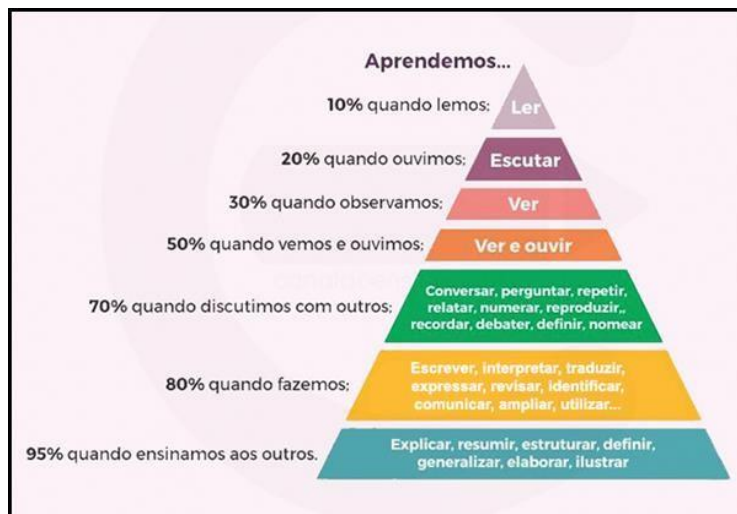 Aprendemos...
10% quando lemos;
Ler
20% quando ouvimos;
Escutar
30% quando observamos;
Ver
50% quando vemos e ouvimos;
Ver e ouvir
70% quando discutimos com outros;
Conversar, perguntar, repetir,
relatar, numerar, reproduzir,,
recordar, debater, definir, nomear
80% quando fazemos;
Escrever, interpretar, traduzir,
expressar, revisar, identificar,
comunicar, ampliar, utilizar...
95% quando ensinamos aos outros.
Explicar, resumir, estruturar, definir,
generalizar, elaborar, ilustrar